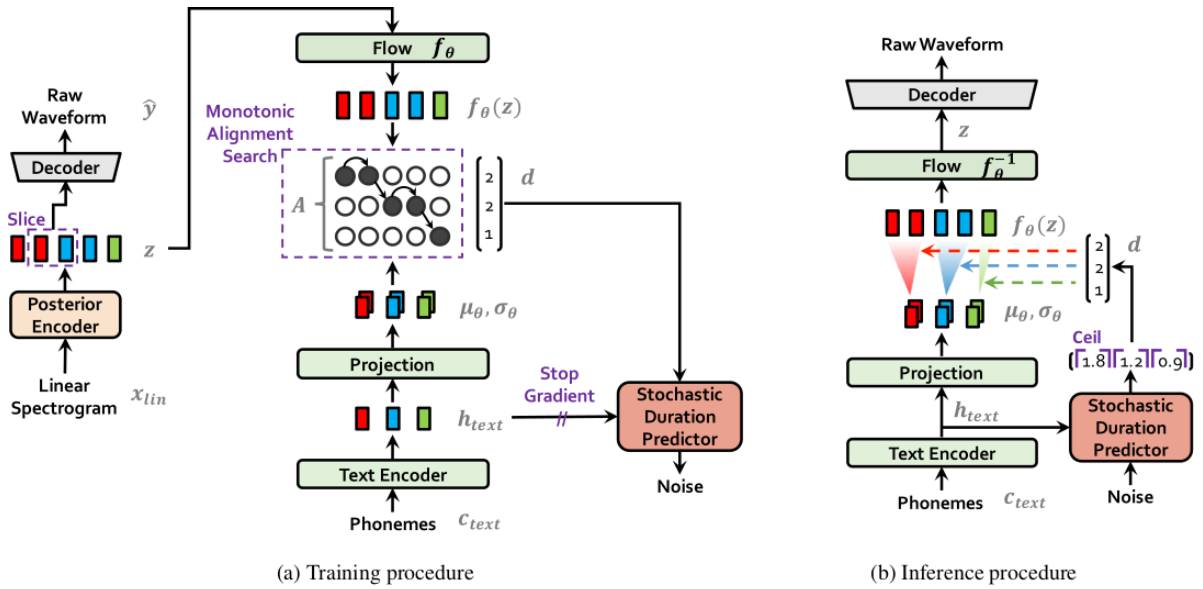 Flow f_θ
f_θ(z)
Monotonic
Alignment
Search
A
2
2
1
d
Raw
Waveform
ŷ
Decoder
Slice
z
Posterior
Encoder
Linear
Spectrogram
x_lin
μ_θ, σ_θ
Projection
Stop
Gradient
h_text
Stochastic
Duration
Predictor
Text Encoder
Noise
Phonemes
c_text
(a) Training procedure
Raw Waveform
Decoder
z
Flow f_θ^{-1}
f_θ(z)
d
2
2
1
μ_θ, σ_θ
Ceil
1.8 1.2 0.9
Projection
h_text
Stochastic
Duration
Predictor
Text Encoder
Phonemes
c_text
Noise
(b) Inference procedure